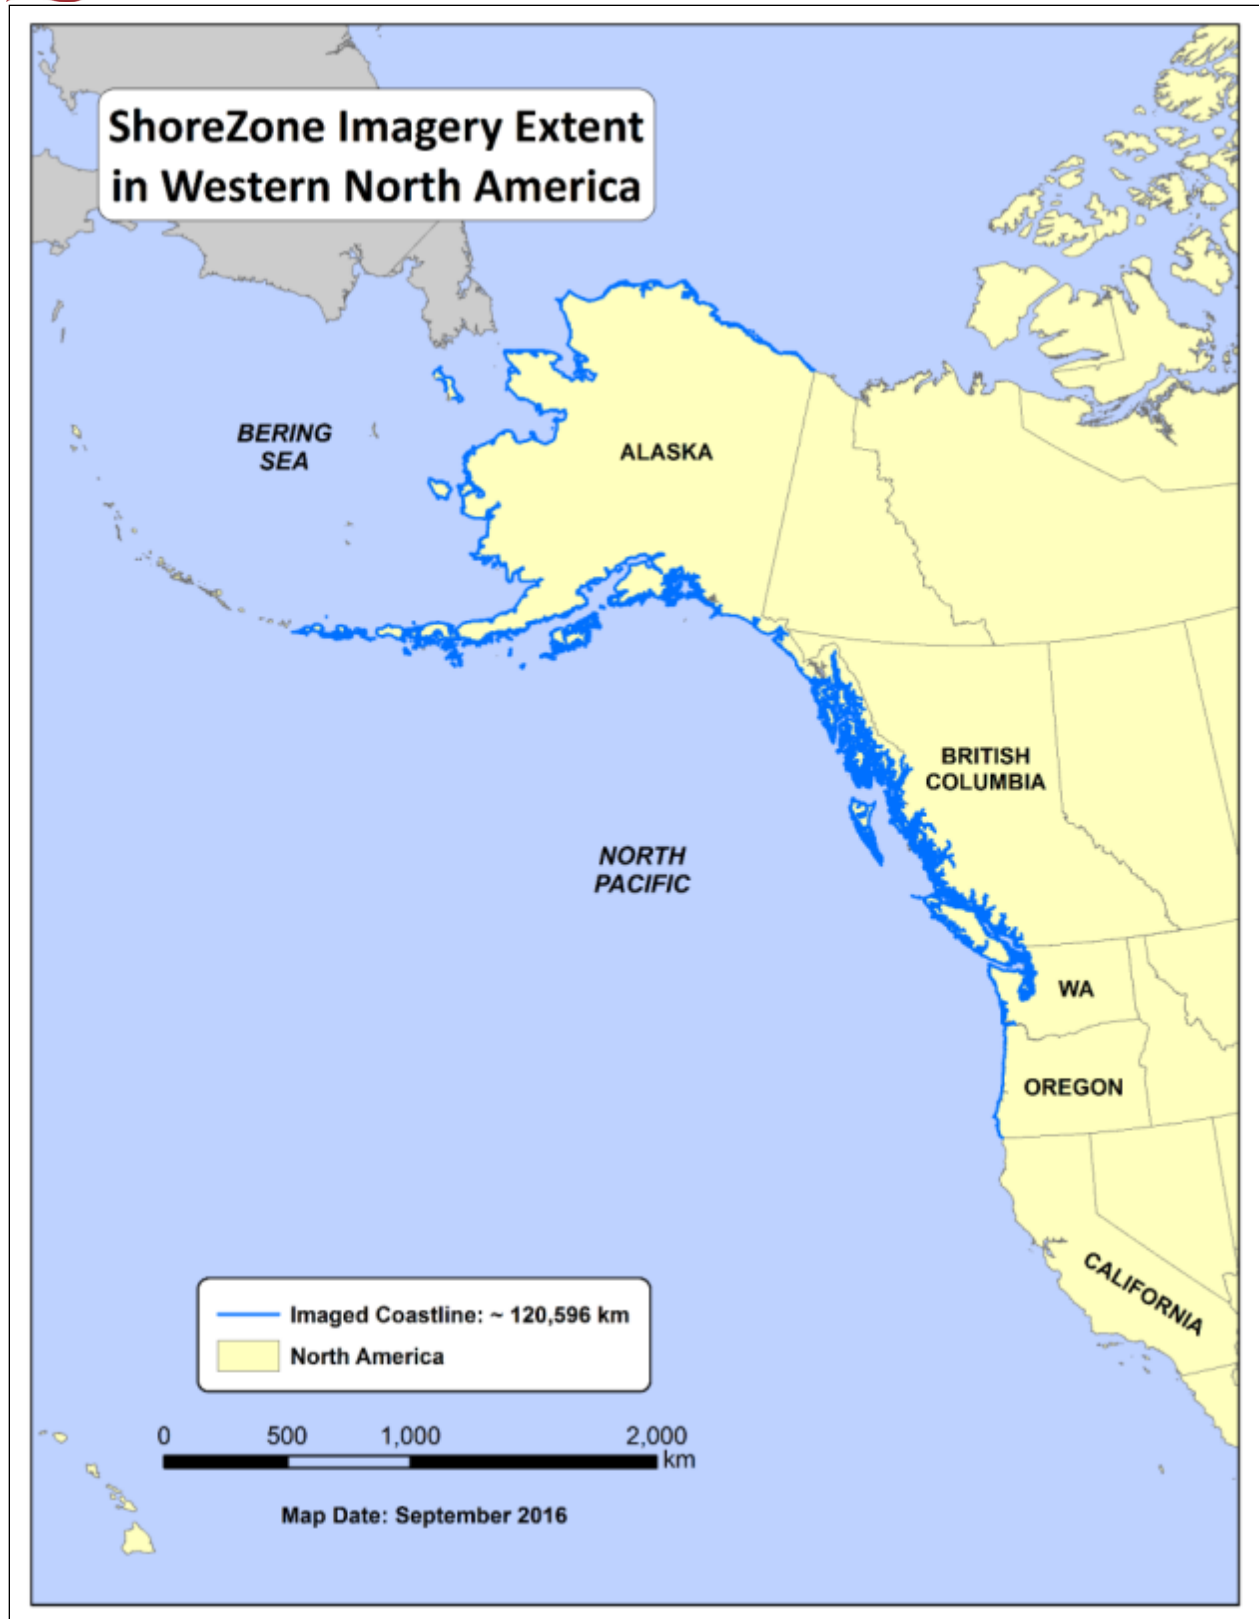 ShoreZone Imagery Extent
in Western North America
BERING
SEA
ALASKA
BRITISH
COLUMBIA
NORTH
PACIFIC
WA
OREGON
CALIFORNIA
Imaged Coastline: ~ 120,596 km
North America
0 500 1,000 2,000
km
Map Date: September 2016